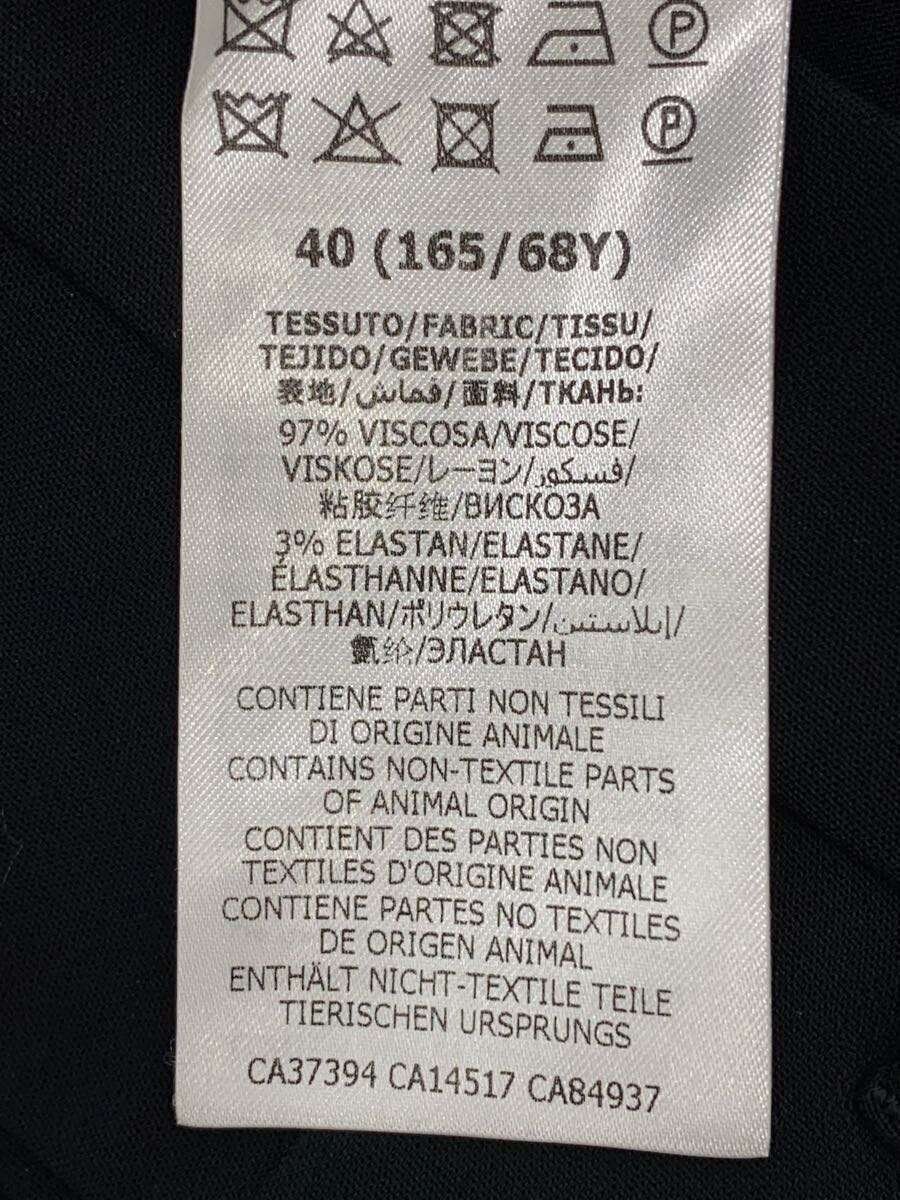 P
P
40 (165/68Y)
TESSUTO/FABRIC/TISSU/
TEJIDO/GEWEBE/TECIDO/
表地/قماش/面料/ТКАНЬ:
97% VISCOSA/VISCOSE/
VISKOSE/レーヨン/فسكوز/
粘胶纤维/ВИСКОЗА
3% ELASTAN/ELASTANE/
ÉLASTHANNE/ELASTANO/
ELASTHAN/ポリウレタン/إيلاستين/
氨纶/ЭЛАСТАН
CONTIENE PARTI NON TESSILI
DI ORIGINE ANIMALE
CONTAINS NON-TEXTILE PARTS
OF ANIMAL ORIGIN
CONTIENT DES PARTIES NON
TEXTILES D'ORIGINE ANIMALE
CONTIENE PARTES NO TEXTILES
DE ORIGEN ANIMAL
ENTHÄLT NICHT-TEXTILE TEILE
TIERISCHEN URSPRUNGS
CA37394 CA14517 CA84937